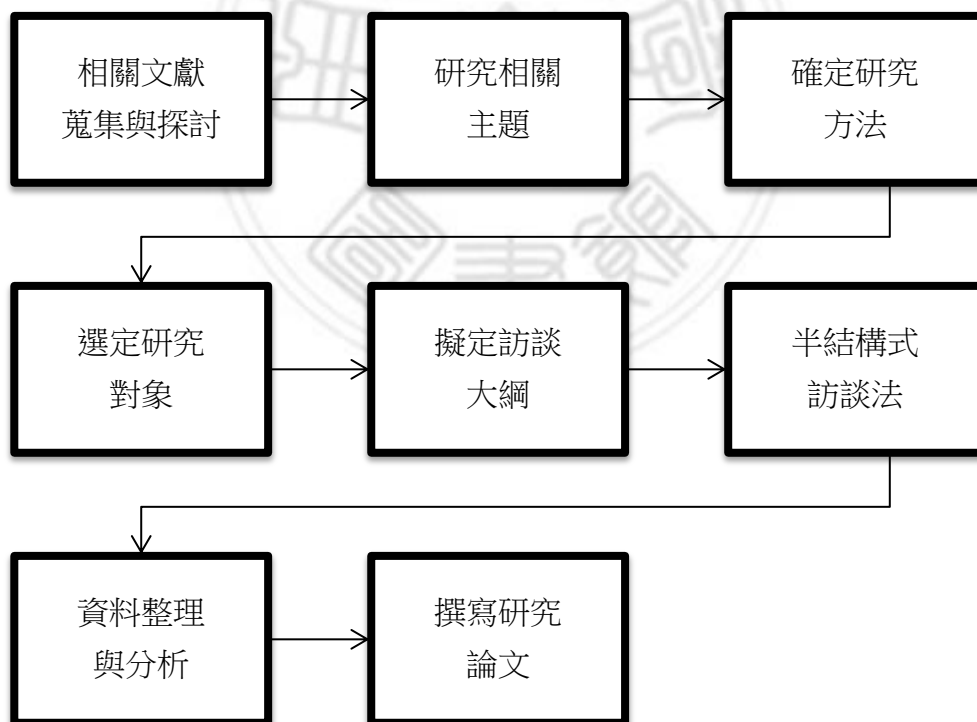 相關文獻
蒐集與探討
研究相關
主題
確定研究
方法
選定研究
對象
擬定訪談
大綱
半結構式
訪談法
資料整理
與分析
撰寫研究
論文